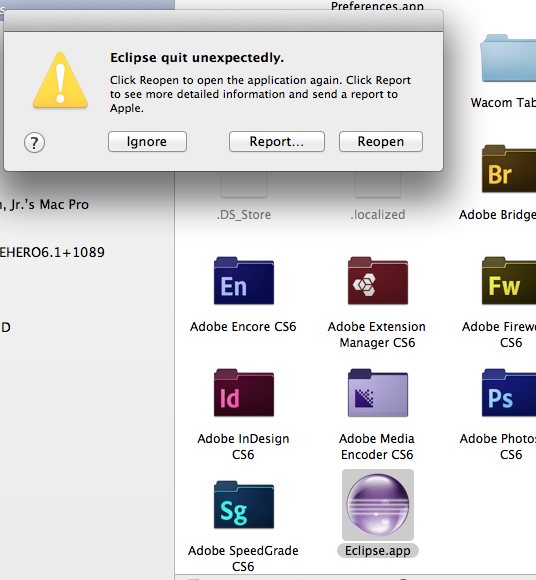 Preferences.app
Eclipse quit unexpectedly.
Click Reopen to open the application again. Click Report
to see more detailed information and send a report to
Apple.
?
Ignore
Report...
Reopen
Wacom Tab
, Jr.'s Mac Pro
EHERO6.1+1089
D
.DS_Store
.localized
Br
Adobe Bridge
En
Adobe Encore CS6
Adobe Extension
Manager CS6
Fw
Adobe Firew
CS6
Id
Adobe InDesign
CS6
Adobe Media
Encoder CS6
Ps
Adobe Photos
CS6
Sg
Adobe SpeedGrade
CS6
Eclipse.app